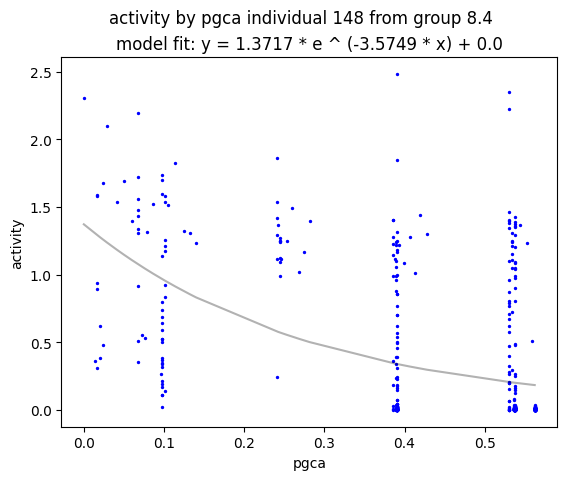 activity by pgca individual 148 from group 8.4
model fit: y = 1.3717 * e ^ (-3.5749 * x) + 0.0
2.5
2.0
1.5
1.0
0.5
0.0
activity
0.0 0.1 0.2 0.3 0.4 0.5
pgca